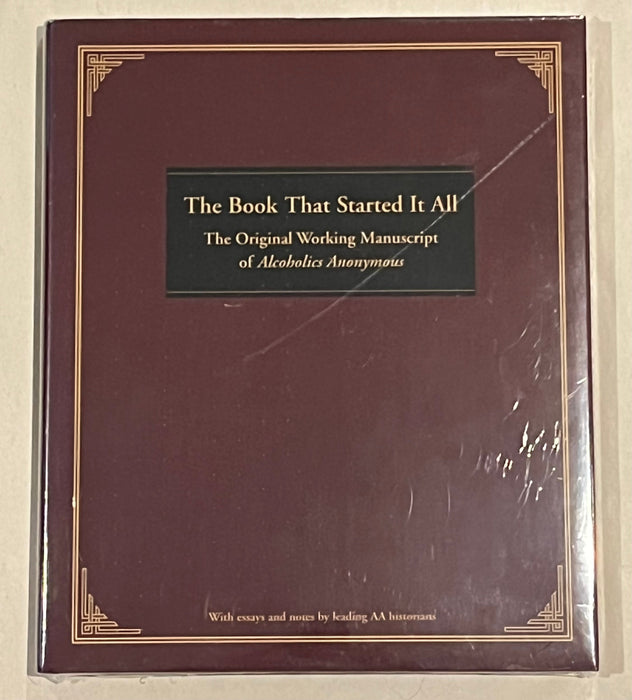 The Book That Started It All
The Original Working Manuscript
of Alcoholics Anonymous
With essays and notes by leading AA historians